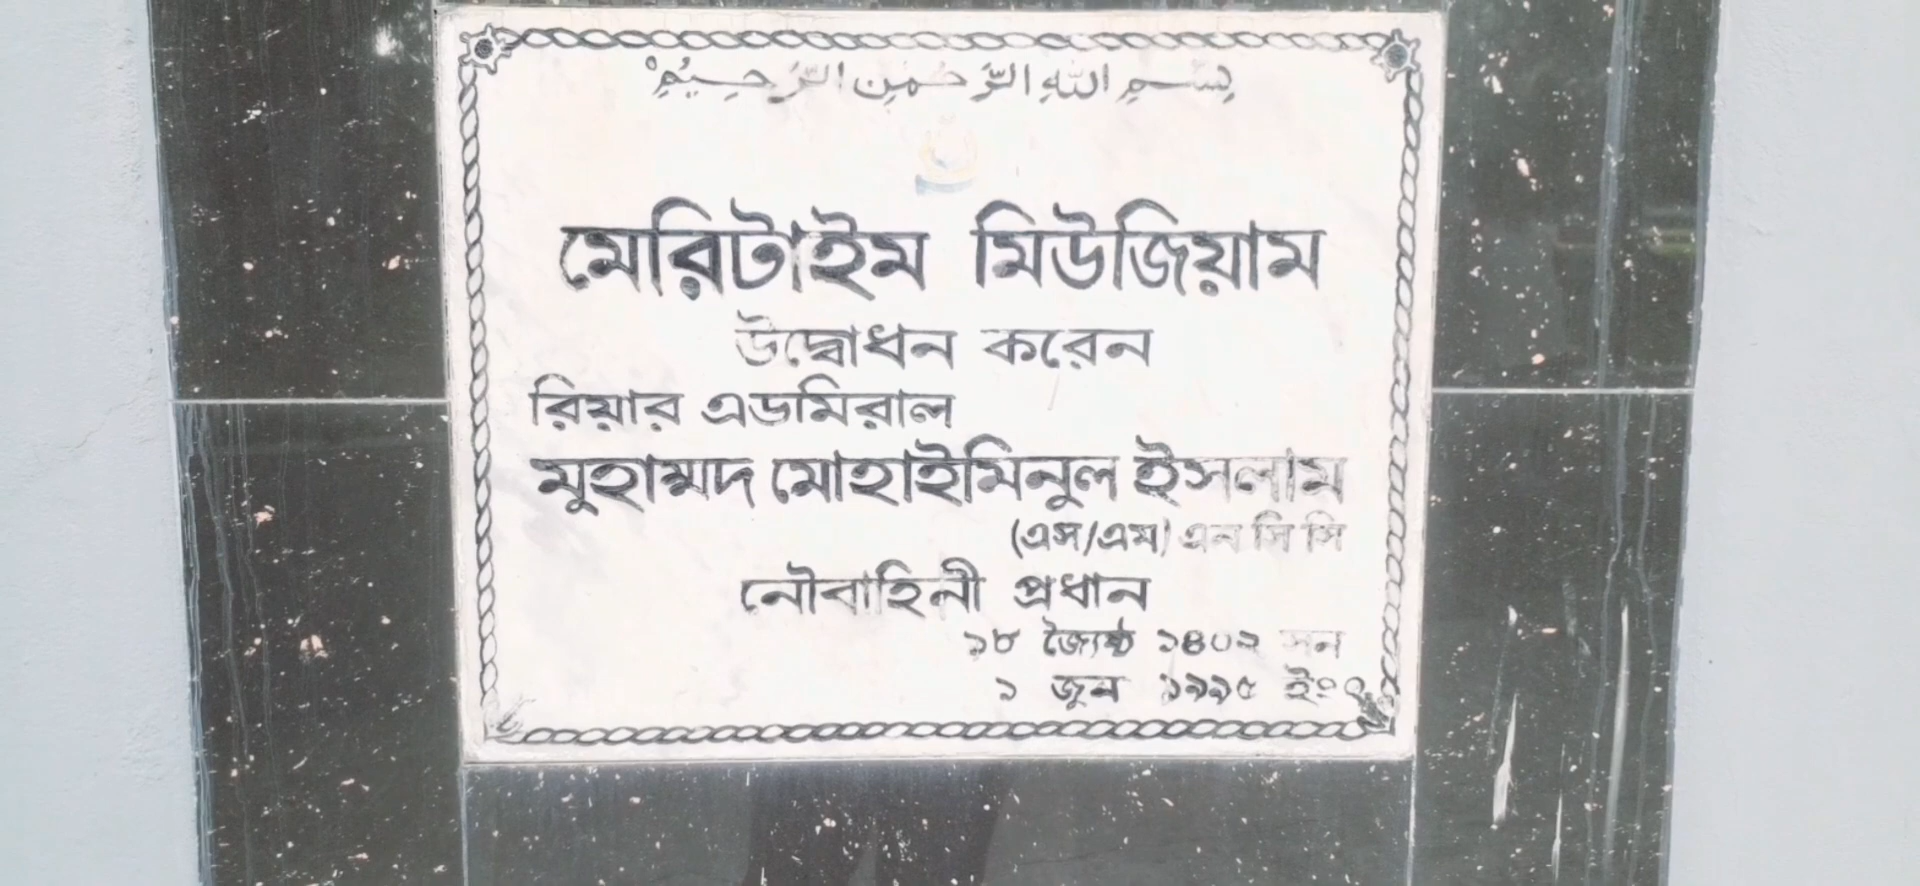 بِسْمِ اللهِ الرَّحْمٰنِ الرَّحِيْمِ
মেরিটাইম মিউজিয়াম
উদ্বোধন করেন
রিয়ার এডমিরাল
মুহাম্মদ মোহাইমিনুল ইসলাম
(এস/এম) এন সি সি
নৌবাহিনী প্রধান
১৮ জ্যৈষ্ঠ ১৪০২ সন
১ জুন ১৯৯৫ ইং